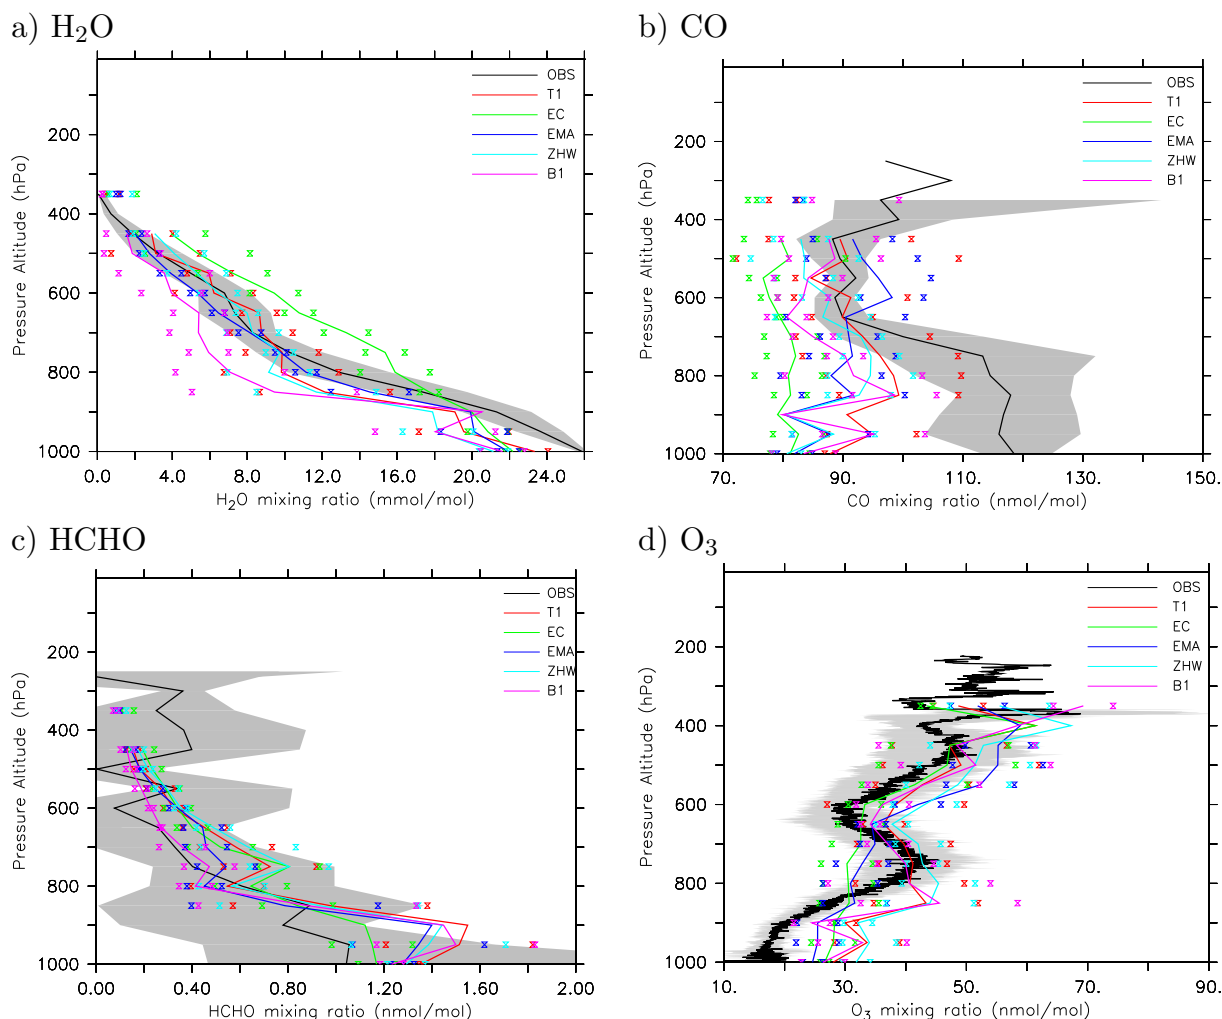 a) H₂O
OBS
T1
EC
EMA
ZHW
B1
Pressure Altitude (hPa)
200
400
600
800
1000
0.0 4.0 8.0 12.0 16.0 20.0 24.0
H₂O mixing ratio (mmol/mol)
b) CO
OBS
T1
EC
EMA
ZHW
B1
Pressure Altitude (hPa)
200
400
600
800
1000
70. 90. 110. 130. 150.
CO mixing ratio (nmol/mol)
c) HCHO
OBS
T1
EC
EMA
ZHW
B1
Pressure Altitude (hPa)
200
400
600
800
1000
0.00 0.40 0.80 1.20 1.60 2.00
HCHO mixing ratio (nmol/mol)
d) O₃
OBS
T1
EC
EMA
ZHW
B1
Pressure Altitude (hPa)
200
400
600
800
1000
10. 30. 50. 70. 90.
O₃ mixing ratio (nmol/mol)